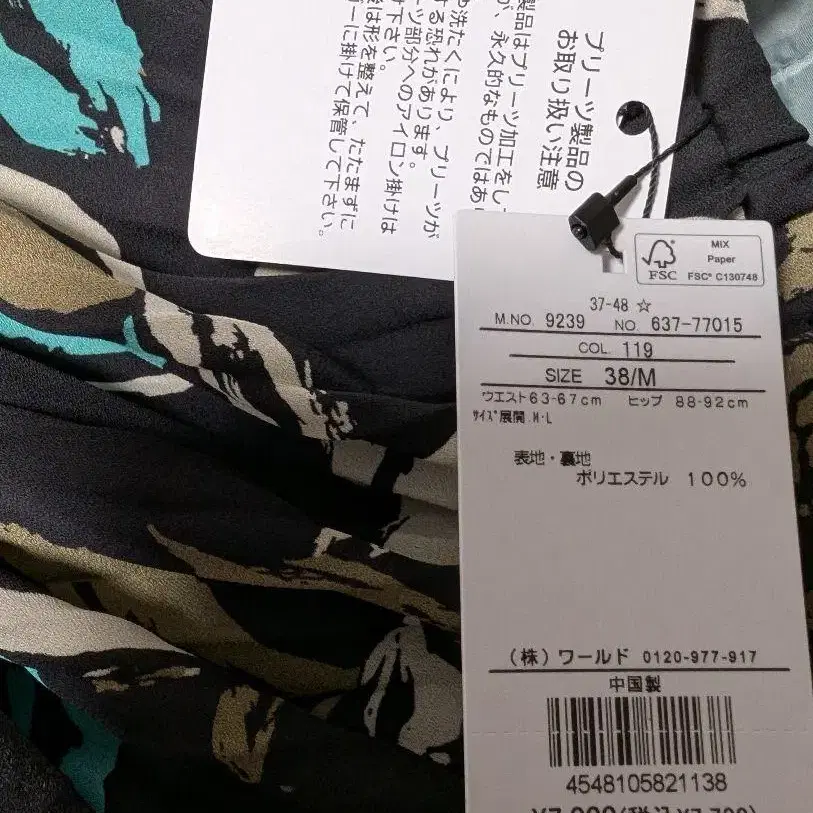 プリーツ製品の
お取り扱い注意
製品はプリーツ加工をし
が、永久的なものではあ
洗たくにより、プリーツが
する恐れがあります。
ーツ部分へのアイロン掛けは
け下さい。
後は形を整えて、たたまずに
ガーに掛けて保管して下さい。
FSC
MIX
Paper
FSC® C130748
37-48 ☆
M.NO. 9239 NO. 637-77015
COL. 119
SIZE 38/M
ウエスト63-67cm ヒップ 88-92cm
ｻｲｽﾞ展開 M・L
表地・裏地
ポリエステル 100%
(株)ワールド 0120-977-917
中国製
4548105821138